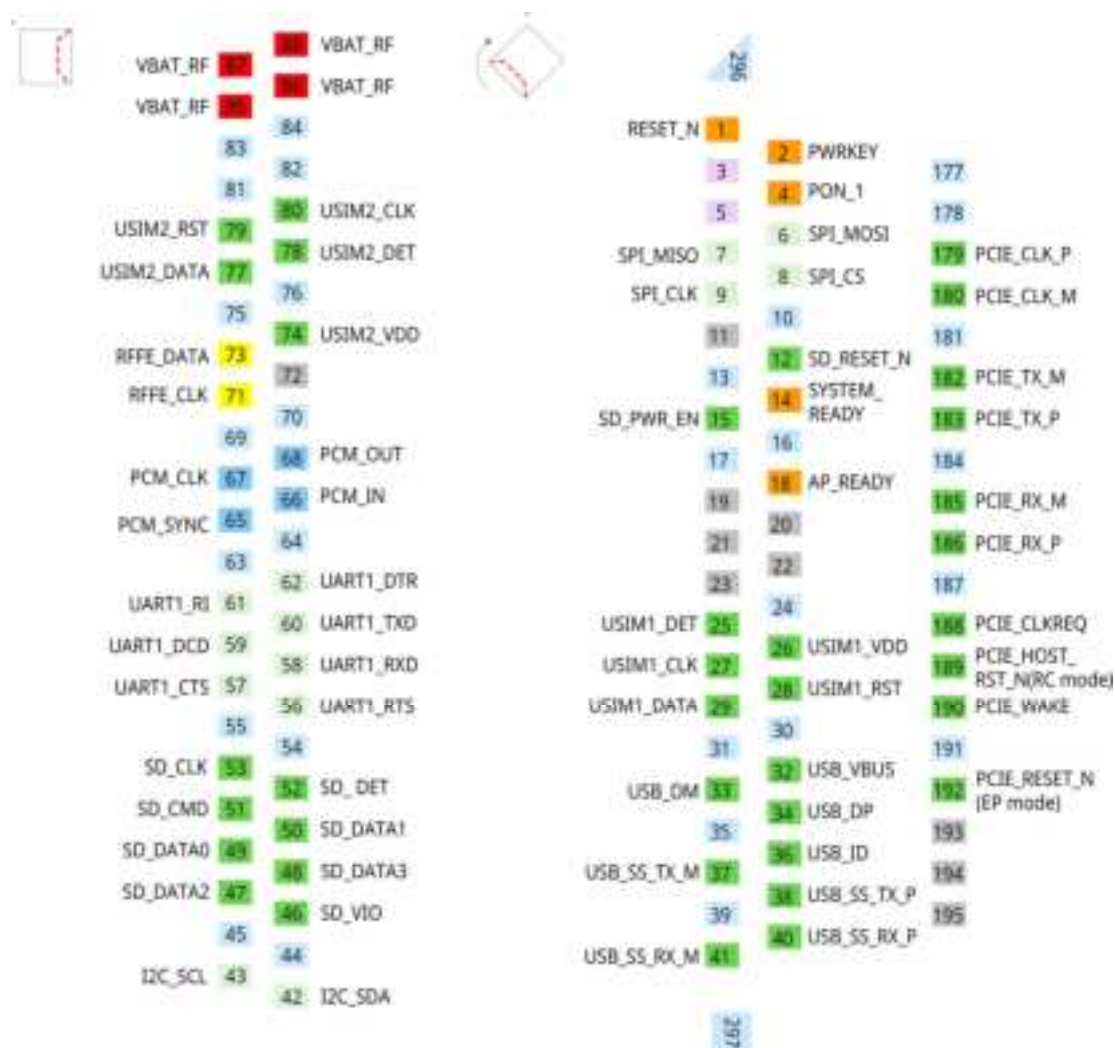 VBAT_RF
VBAT_RF 87
VBAT_RF
VBAT_RF 85
84
83
82
81
80 USIM2_CLK
USIM2_RST 79
78 USIM2_DET
USIM2_DATA 77
76
75
74 USIM2_VDD
RFFE_DATA 73
72
RFFE_CLK 71
70
69
68 PCM_OUT
PCM_CLK 67
66 PCM_IN
PCM_SYNC 65
64
63
62 UART1_DTR
UART1_RI 61
60 UART1_TXD
UART1_DCD 59
58 UART1_RXD
UART1_CTS 57
56 UART1_RTS
55
54
SD_CLK 53
52 SD_DET
SD_CMD 51
50 SD_DATA1
SD_DATA0 49
48 SD_DATA3
SD_DATA2 47
46 SD_VIO
45
44
I2C_SCL 43
42 I2C_SDA
296
RESET_N 1
2 PWRKEY
3
4 PON_1
5
6 SPI_MOSI
SPI_MISO 7
8 SPI_CS
SPI_CLK 9
10
11
12 SD_RESET_N
13
14 SYSTEM_
READY
SD_PWR_EN 15
16
17
18 AP_READY
19
20
21
22
23
24
USIM1_DET 25
26 USIM1_VDD
USIM1_CLK 27
28 USIM1_RST
USIM1_DATA 29
30
31
32 USB_VBUS
USB_DM 33
34 USB_DP
35
36 USB_ID
USB_SS_TX_M 37
38 USB_SS_TX_P
39
40 USB_SS_RX_P
USB_SS_RX_M 41
297
177
178
179 PCIE_CLK_P
180 PCIE_CLK_M
181
182 PCIE_TX_M
183 PCIE_TX_P
184
185 PCIE_RX_M
186 PCIE_RX_P
187
188 PCIE_CLKREQ
189 PCIE_HOST_
RST_N(RC mode)
190 PCIE_WAKE
191
192 PCIE_RESET_N
(EP mode)
193
194
195